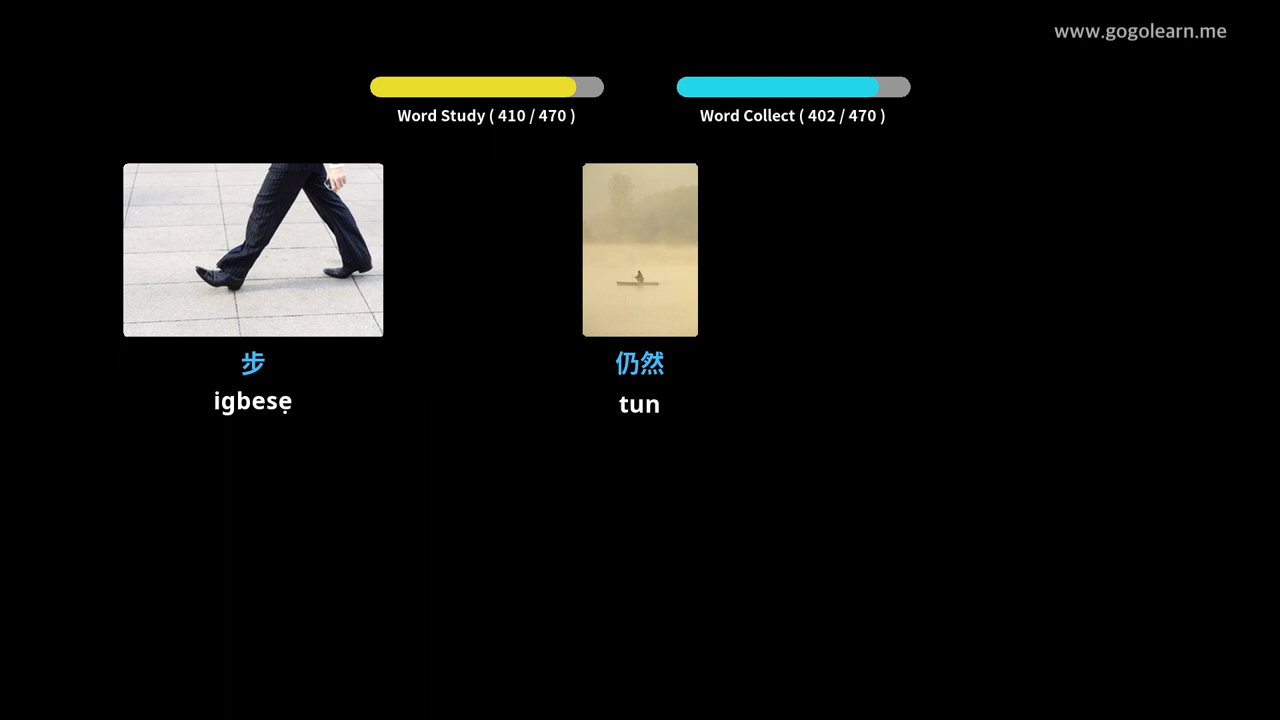 www.gogolearn.me
Word Study ( 410 / 470 )
Word Collect ( 402 / 470 )
步
igbesẹ
仍然
tun